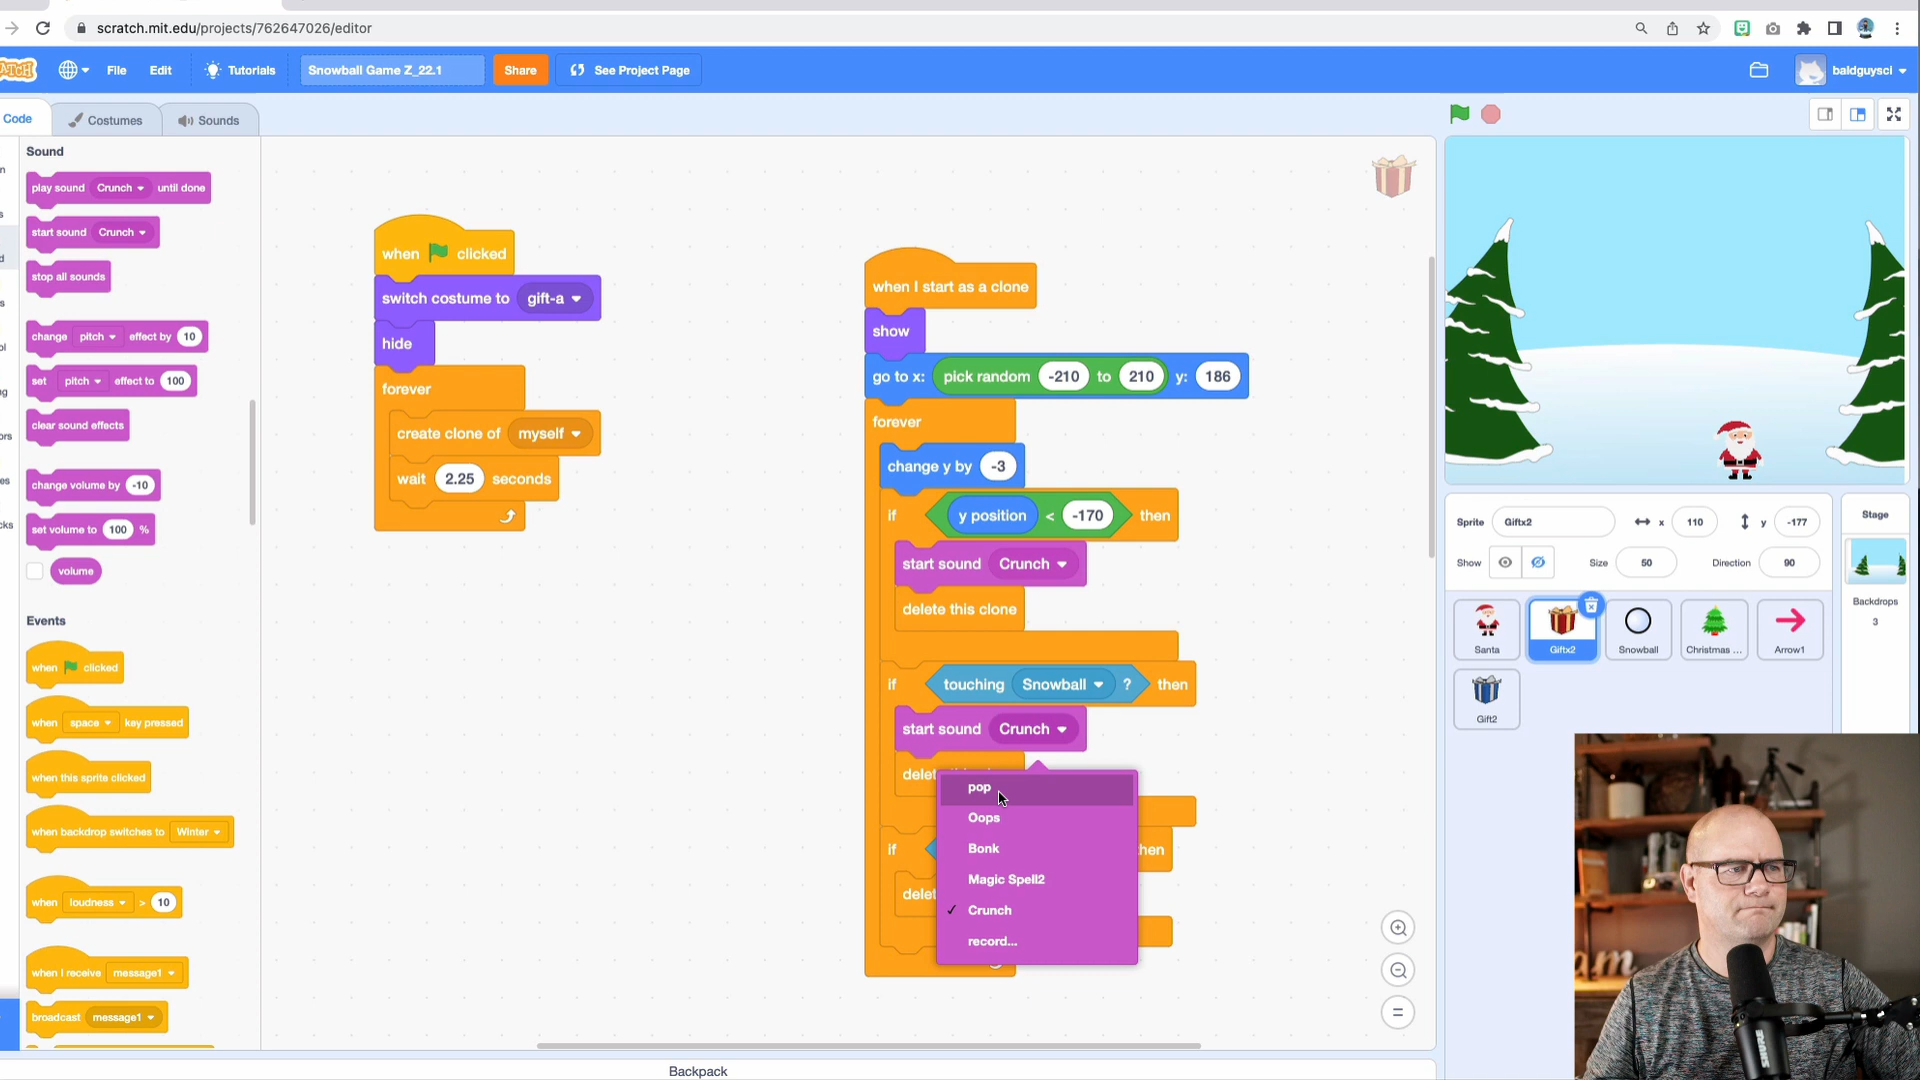 scratch.mit.edu/projects/762647026/editor
File Edit Tutorials Snowball Game Z_22.1 Share See Project Page baldguysci
Code Costumes Sounds
Sound
play sound Crunch until done
start sound Crunch
stop all sounds
change pitch effect by 10
set pitch effect to 100
clear sound effects
change volume by -10
set volume to 100 %
volume
Events
when clicked
when space key pressed
when this sprite clicked
when backdrop switches to Winter
when loudness > 10
when I receive message1
broadcast message1
when clicked
switch costume to gift-a
hide
forever
create clone of myself
wait 2.25 seconds
when I start as a clone
show
go to x: pick random -210 to 210 y: 186
forever
change y by -3
if y position < -170 then
start sound Crunch
delete this clone
if touching Snowball ? then
start sound Crunch
pop
Oops
Bonk
if
Magic Spell2
✓ Crunch
record...
Sprite Giftx2 x 110 y -177
Show Size 50 Direction 90
Santa Giftx2 Snowball Christmas ... Arrow1
Gift2
Stage
Backdrops
3
Backpack